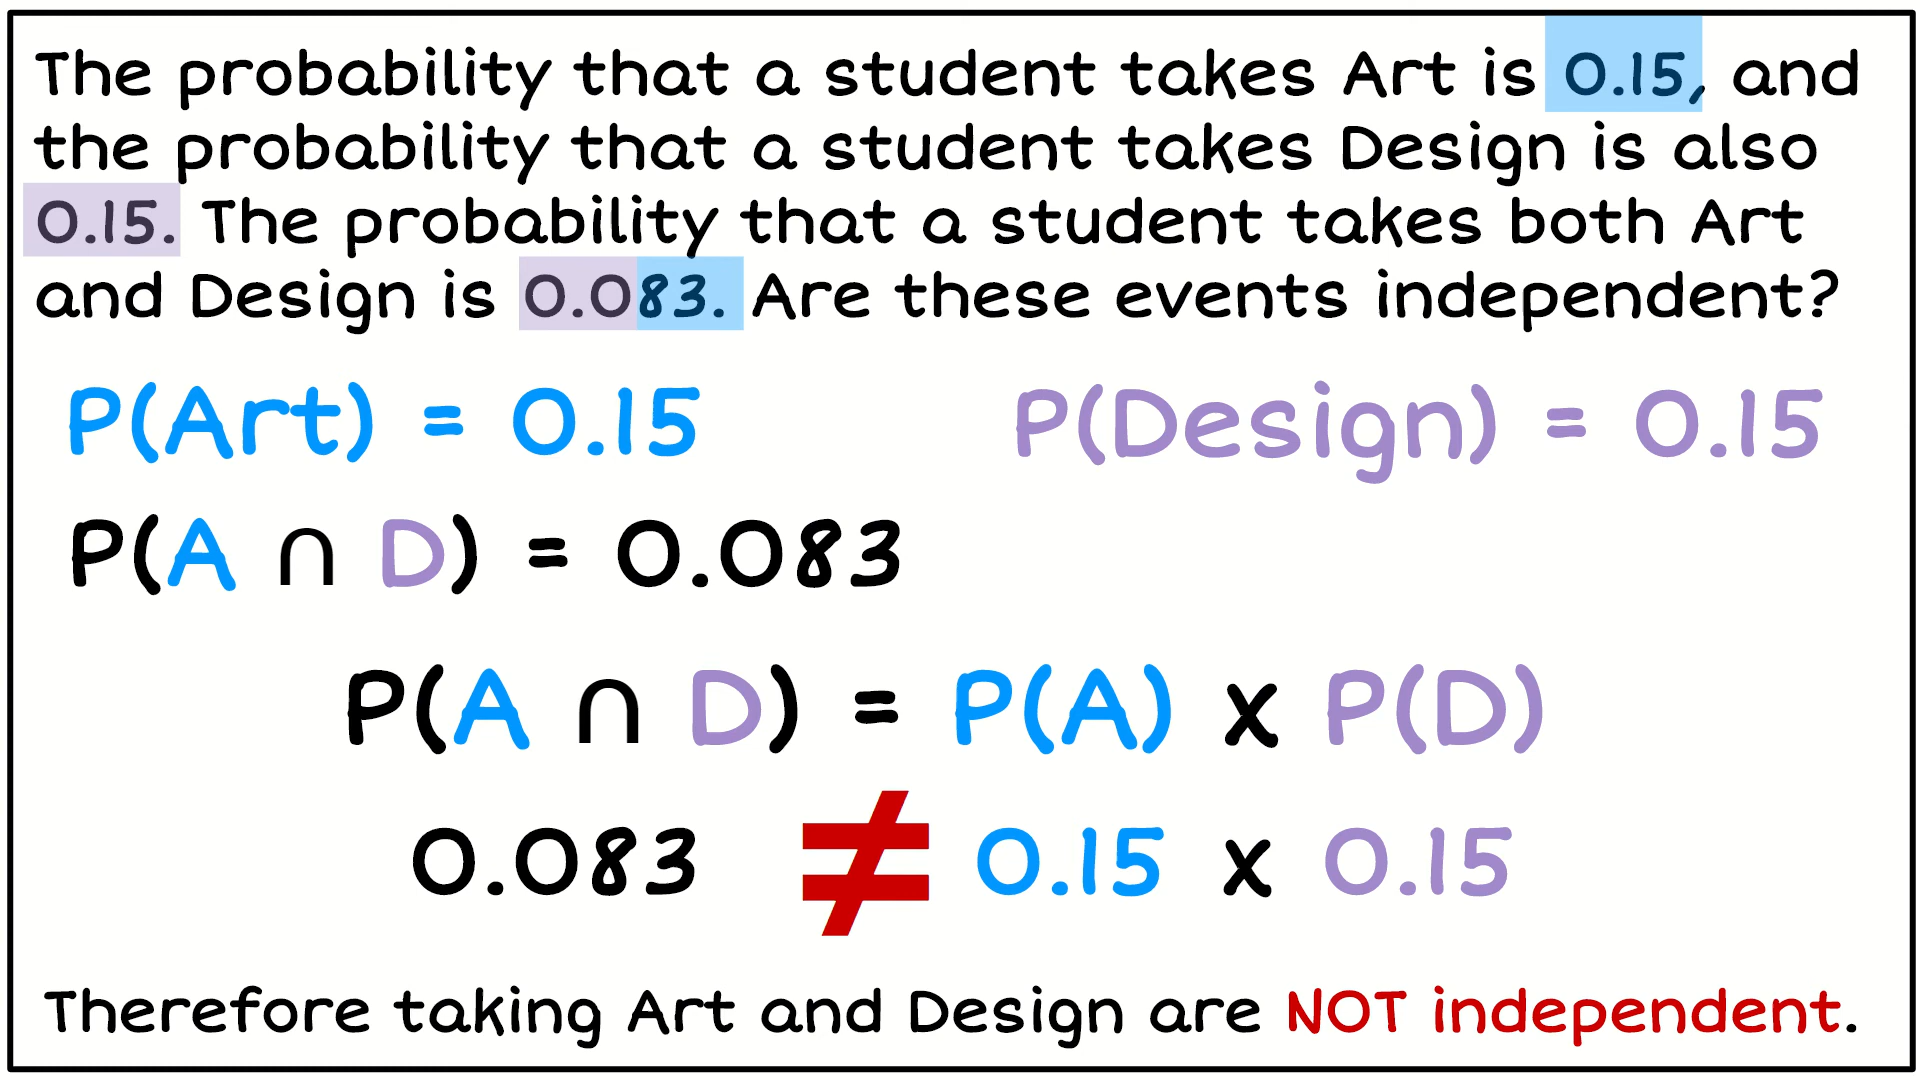 The probability that a student takes Art is 0.15, and
the probability that a student takes Design is also
0.15. The probability that a student takes both Art
and Design is 0.083. Are these events independent?
P(Art) = 0.15 P(Design) = 0.15
P(A ∩ D) = 0.083
P(A ∩ D) = P(A) x P(D)
0.083 ≠ 0.15 x 0.15
Therefore taking Art and Design are NOT independent.